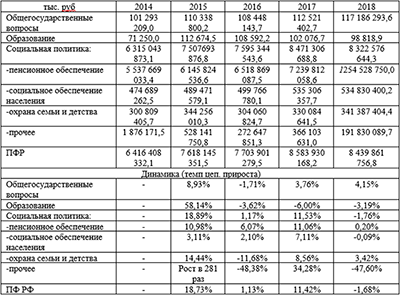 тыс. руб 2014 2015 2016 2017 2018
Общегосударственные 101 293 110 338 108 448 112 521 117 186 293,6
вопросы 209,0 800,2 143,7 402,7
Образование 71 250,0 112 674,5 108 592,2 102 076,7 98 818,9
Социальная политика: 6 315 043 7 507693 7 595 344 8 471 306 8 322 576
873,1 876,8 543,6 688,8 644,3
-пенсионное обеспечение 5 537 669 6 145 824 6 518 869 7 239 812 1254 528 750,0
033,4 536,6 087,5 058,6
-социальное обеспечение 474 689 489 471 499 766 535 306 534 830 400,2
населения 262,5 579,1 780,1 357,7
-охрана семьи и детства 300 809 344 256 304 060 330 084 341 387 404,4
405,7 010,3 824,7 641,5
-прочее 1 876 171,5 528 141 272 647 366 103 191 830 089,7
750,8 851,3 631,0
ПФР 6 416 408 7 618 145 7 703 901 8 583 930 8 439 861
332,1 351,5 279,5 168,2 756,8
Динамика (темп цеп. прироста)
Общегосударственные - 8,93% -1,71% 3,76% 4,15%
вопросы
Образование - 58,14% -3,62% -6,00% -3,19%
Социальная политика: - 18,89% 1,17% 11,53% -1,76%
-пенсионное обеспечение - 10,98% 6,07% 11,06% 0,20%
-социальное обеспечение - 3,11% 2,10% 7,11% -0,09%
населения
-охрана семьи и детства - 14,44% -11,68% 8,56% 3,42%
-прочее - Рост в 281 -48,38% 34,28% -47,60%
раз
ПФ РФ - 18,73% 1,13% 11,42% -1,68%